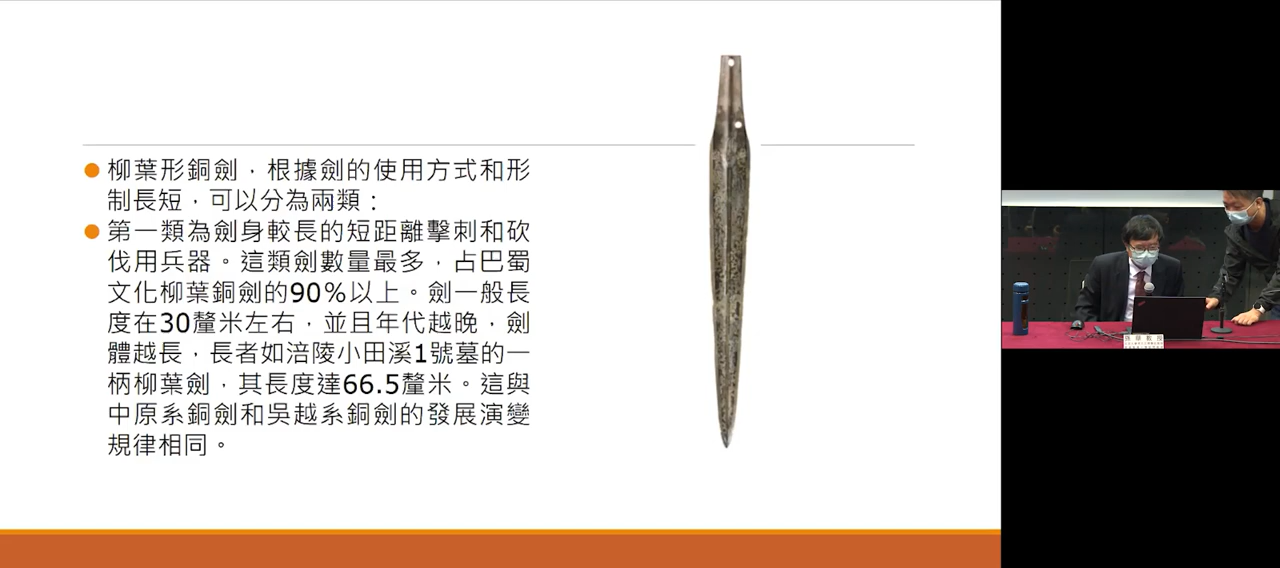 柳葉形銅劍，根據劍的使用方式和形
制長短，可以分為兩類：
第一類為劍身較長的短距離擊刺和砍
伐用兵器。這類劍數量最多，占巴蜀
文化柳葉銅劍的90%以上。劍一般長
度在30釐米左右，並且年代越晚，劍
體越長，長者如涪陵小田溪1號墓的一
柄柳葉劍，其長度達66.5釐米。這與
中原系銅劍和吳越系銅劍的發展演變
規律相同。